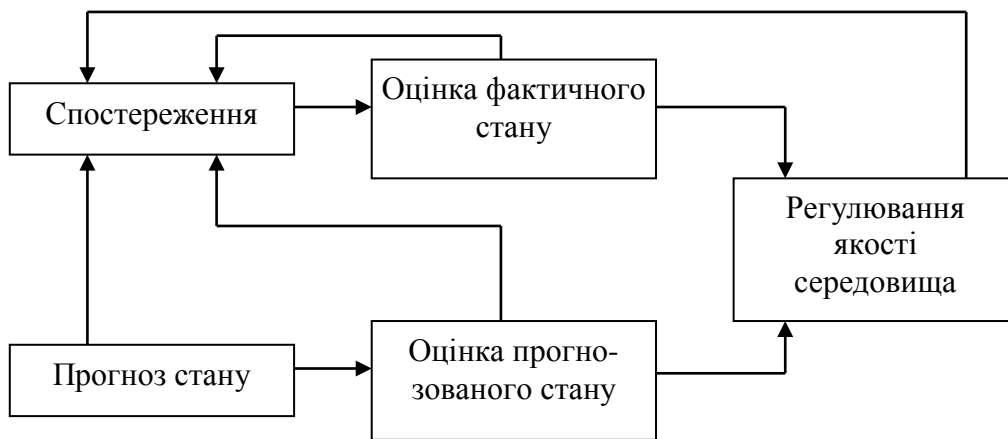 Спостереження
Оцінка фактичного
стану
Регулювання
якості
середовища
Прогноз стану
Оцінка прогно-
зованого стану